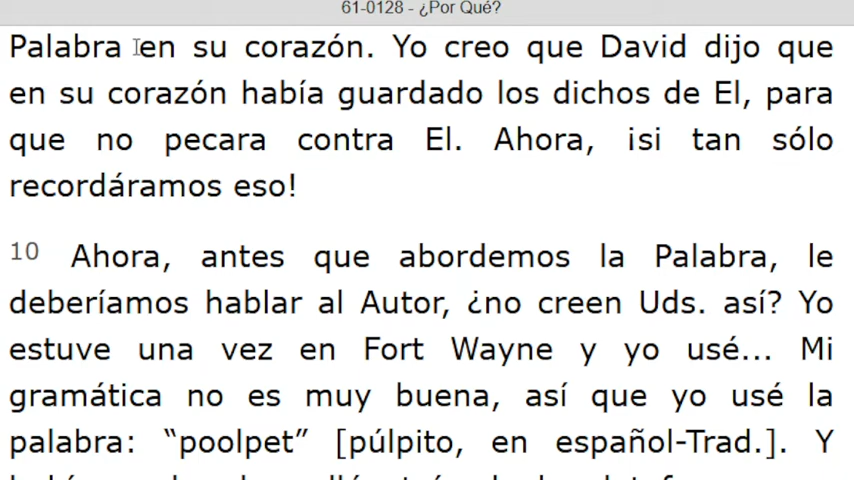 61-0128 - ¿Por Qué?
Palabra en su corazón. Yo creo que David dijo que
en su corazón había guardado los dichos de El, para
que no pecara contra El. Ahora, ¡si tan sólo
recordáramos eso!
10 Ahora, antes que abordemos la Palabra, le
deberíamos hablar al Autor, ¿no creen Uds. así? Yo
estuve una vez en Fort Wayne y yo usé... Mi
gramática no es muy buena, así que yo usé la
palabra: “poolpet” [púlpito, en español-Trad.]. Y